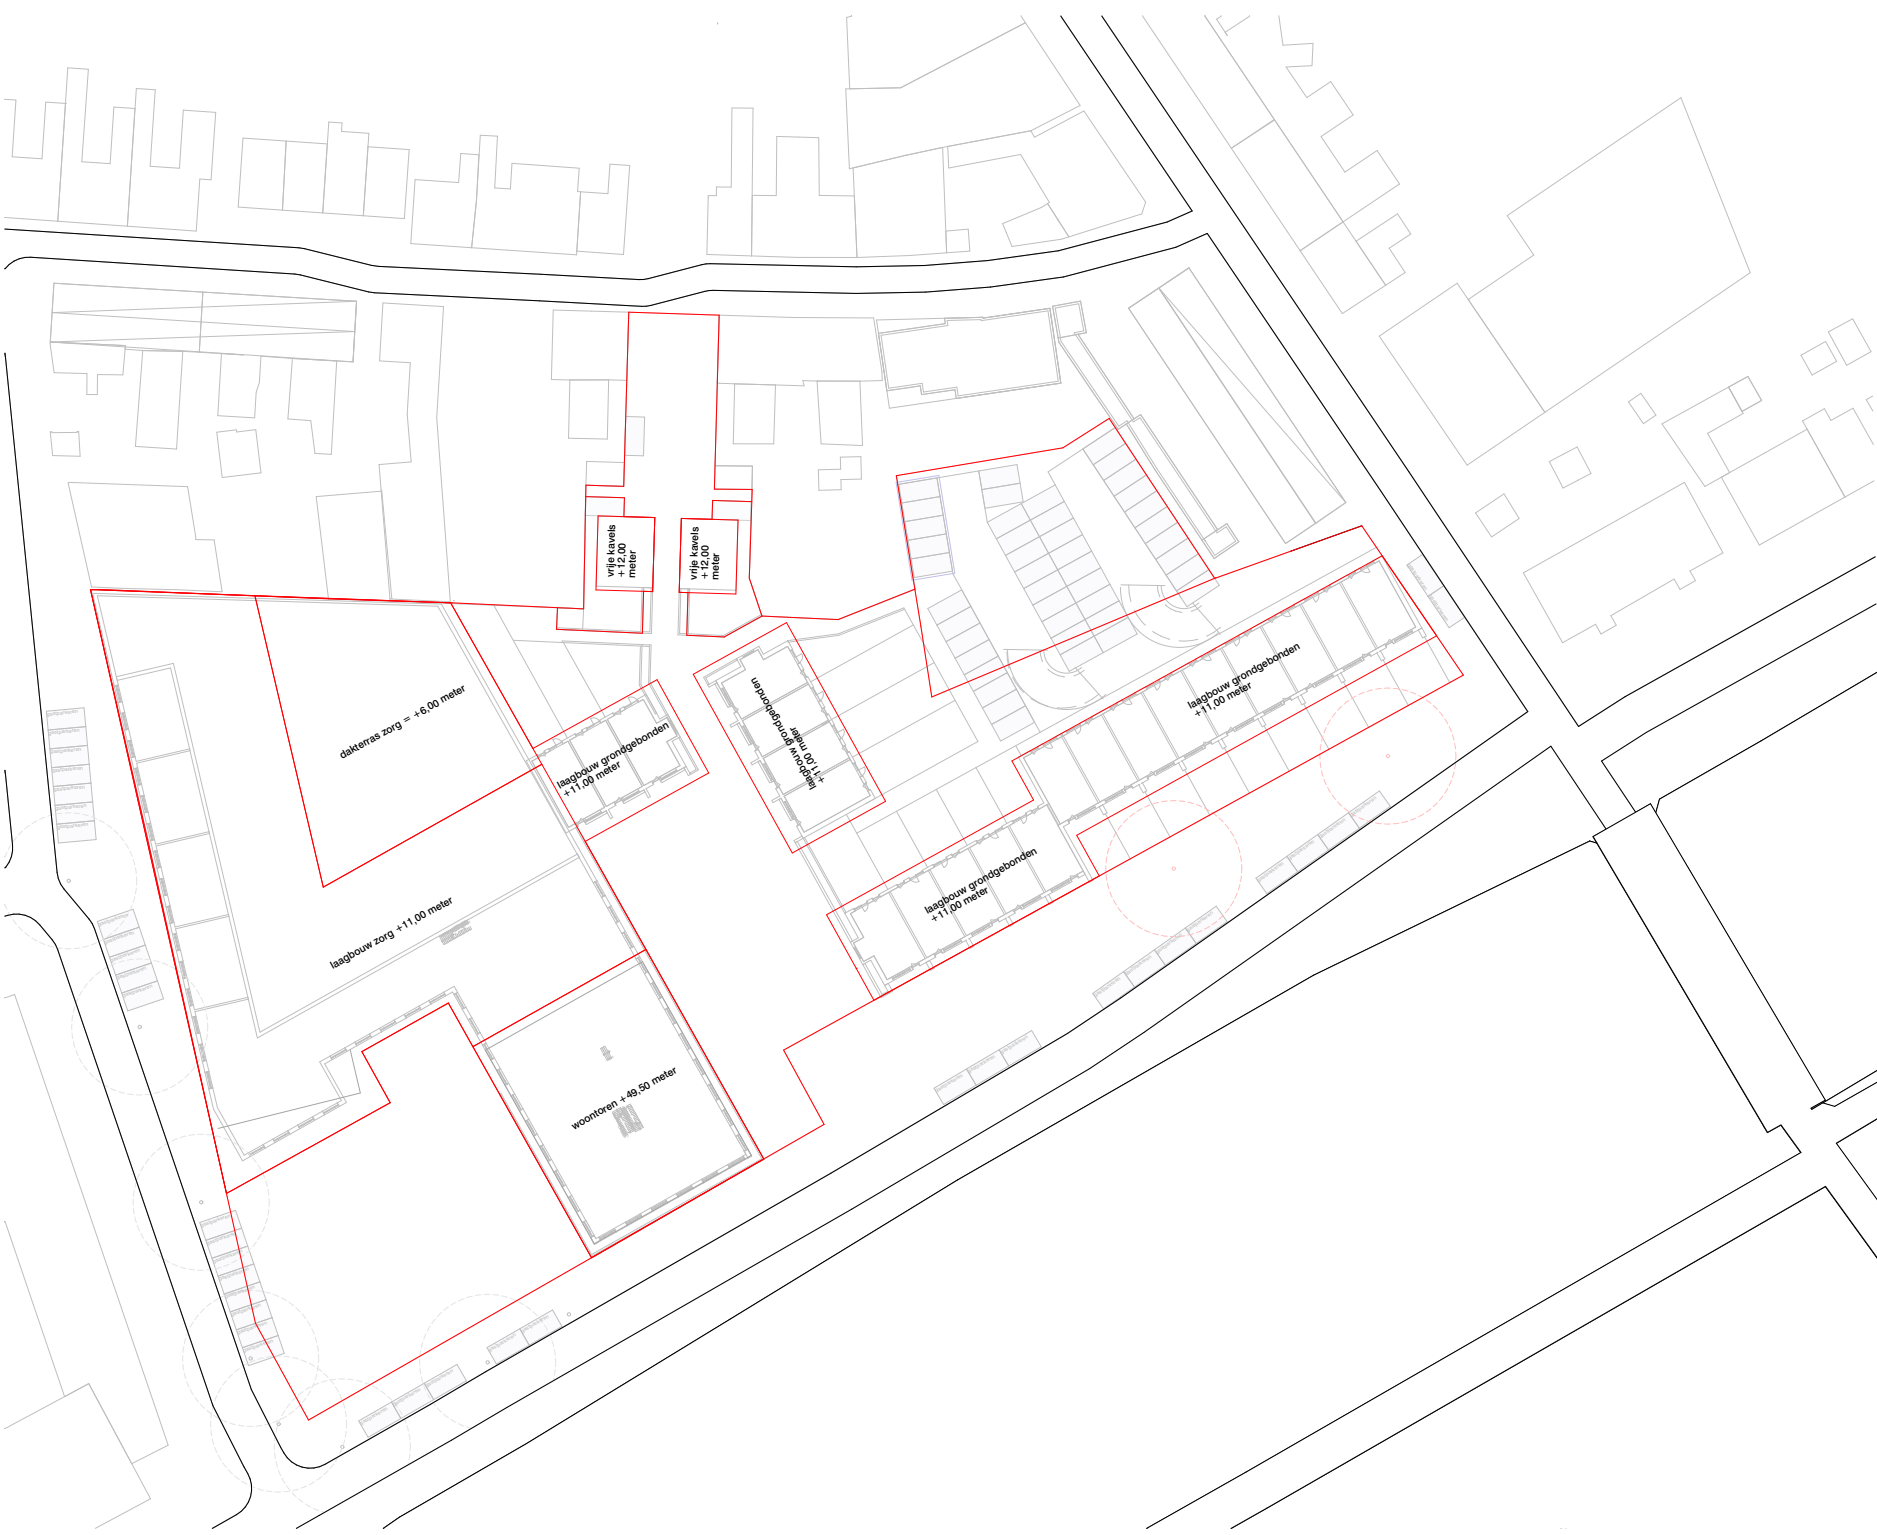 vrije kavels
+12,00
meter
vrije kavels
+12,00
meter
dakterras zorg = +6,00 meter
laagbouw grondgebonden
+11,00 meter
laagbouw grondgebonden
+11,00 meter
laagbouw grondgebonden
+11,00 meter
laagbouw grondgebonden
+11,00 meter
laagbouw zorg +11,00 meter
woontoren +49,50 meter